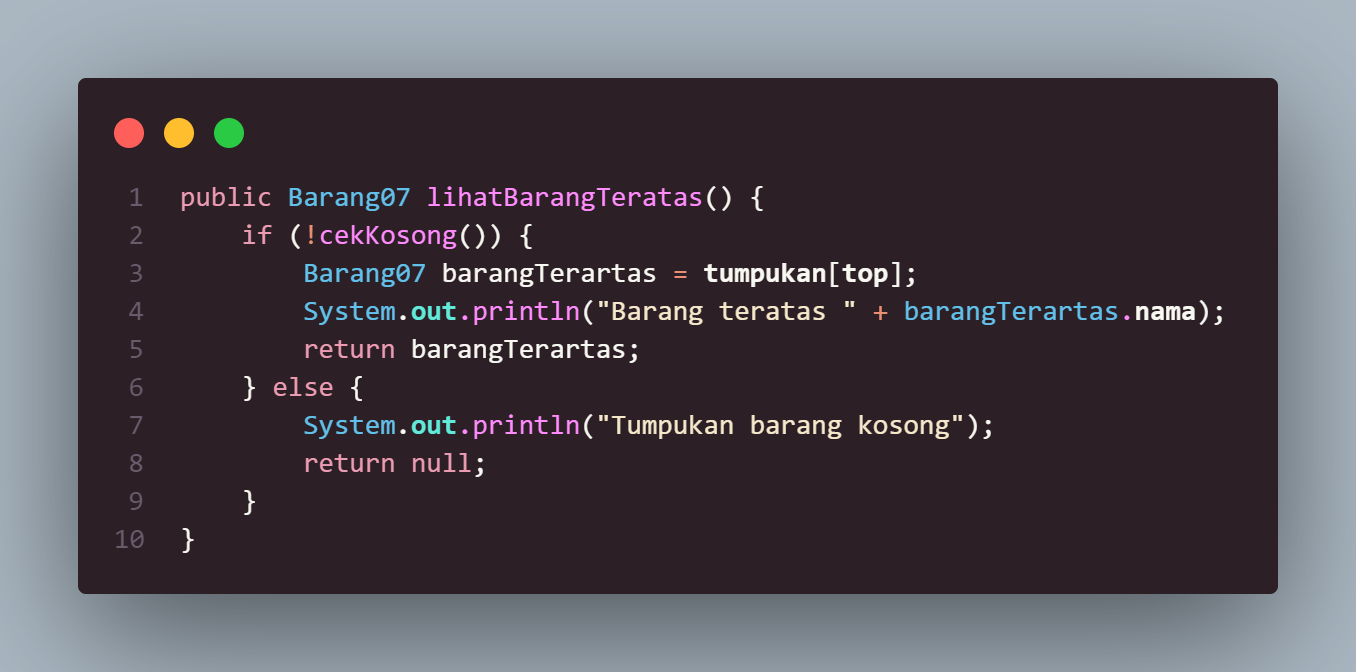 1 public Barang07 lihatBarangTeratas() {
2     if (!cekKosong()) {
3         Barang07 barangTerartas = tumpukan[top];
4         System.out.println("Barang teratas " + barangTerartas.nama);
5         return barangTerartas;
6     } else {
7         System.out.println("Tumpukan barang kosong");
8         return null;
9     }
10 }